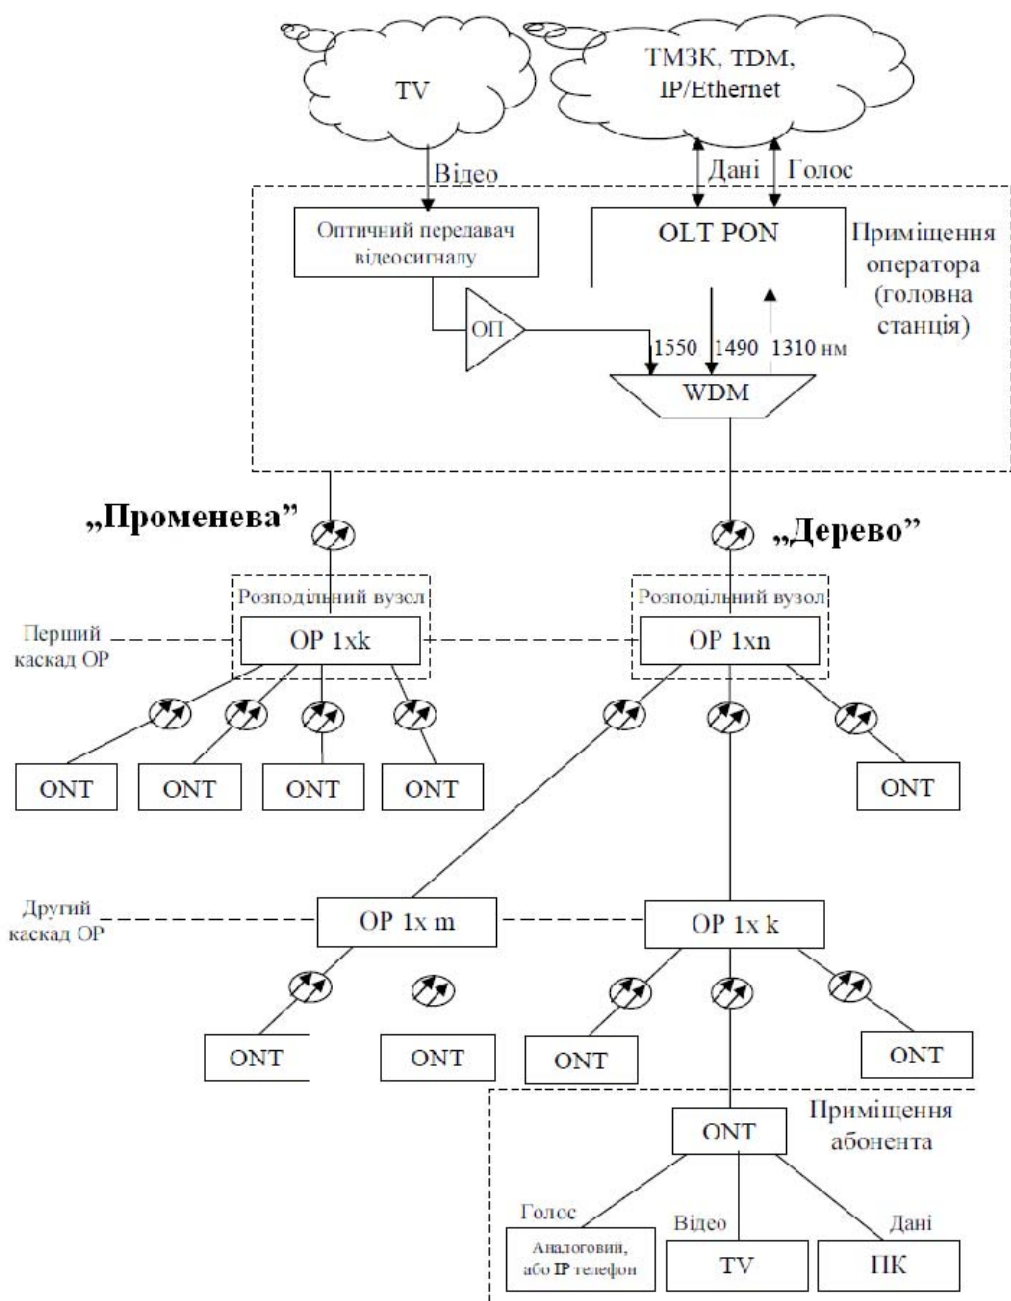 TV
ТМЗК, TDM,
IP/Ethernet
Відео
Дані
Голос
Оптичний передавач
відеосигналу
OLT PON
Приміщення
оператора
(головна
станція)
ОП
1550
1490
1310 нм
WDM
„Променева”
„Дерево”
Розподільний вузол
Розподільний вузол
Перший
каскад ОР
ОР 1xk
ОР 1xn
ONT
ONT
ONT
ONT
ONT
Другий
каскад ОР
ОР 1x m
ОР 1x k
ONT
ONT
ONT
ONT
Приміщення
абонента
ONT
Голос
Відео
Дані
Аналоговий,
або IP телефон
TV
ПК